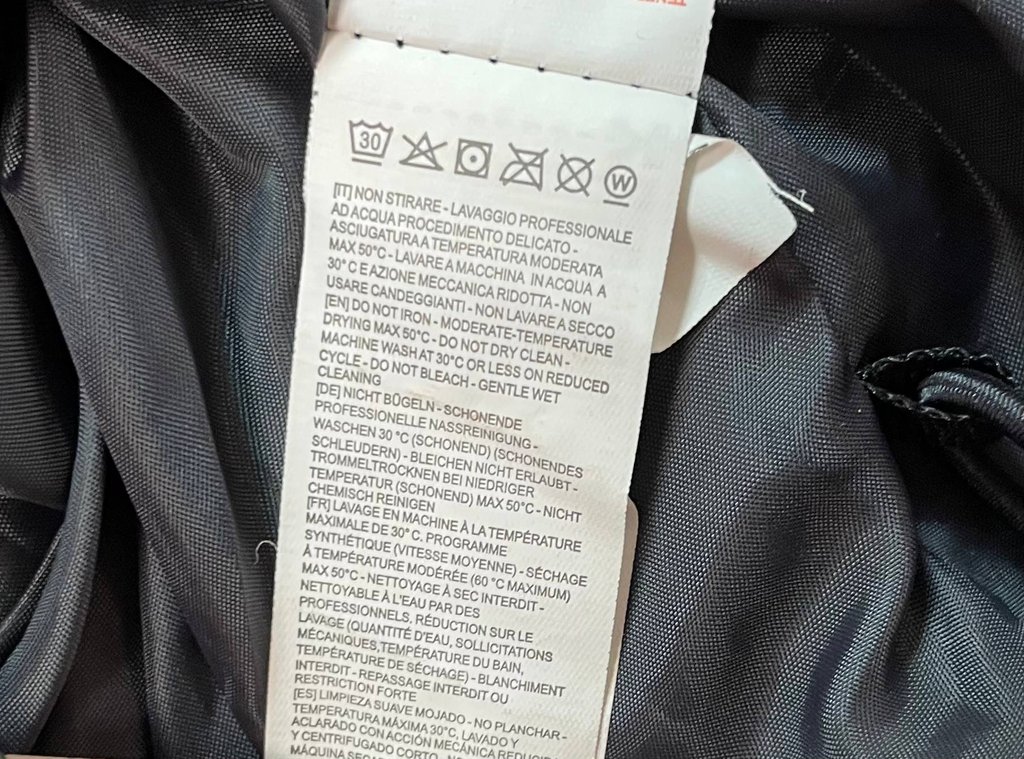 30
W
[IT] NON STIRARE - LAVAGGIO PROFESSIONALE
AD ACQUA PROCEDIMENTO DELICATO -
ASCIUGATURA A TEMPERATURA MODERATA
MAX 50°C - LAVARE A MACCHINA IN ACQUA A
30° C E AZIONE MECCANICA RIDOTTA - NON
USARE CANDEGGIANTI - NON LAVARE A SECCO
[EN] DO NOT IRON - MODERATE-TEMPERATURE
DRYING MAX 50°C - DO NOT DRY CLEAN -
MACHINE WASH AT 30°C OR LESS ON REDUCED
CYCLE - DO NOT BLEACH - GENTLE WET
CLEANING
[DE] NICHT BÜGELN - SCHONENDE
PROFESSIONELLE NASSREINIGUNG -
WASCHEN 30 °C (SCHONEND) (SCHONENDES
SCHLEUDERN) - BLEICHEN NICHT ERLAUBT -
TROMMELTROCKNEN BEI NIEDRIGER
TEMPERATUR (SCHONEND) MAX 50°C - NICHT
CHEMISCH REINIGEN
[FR] LAVAGE EN MACHINE À LA TEMPÉRATURE
MAXIMALE DE 30° C. PROGRAMME
SYNTHÉTIQUE (VITESSE MOYENNE) - SÉCHAGE
À TEMPÉRATURE MODÉRÉE (60 °C MAXIMUM)
MAX 50°C - NETTOYAGE À SEC INTERDIT -
NETTOYABLE À L'EAU PAR DES
PROFESSIONNELS, RÉDUCTION SUR LE
LAVAGE (QUANTITÉ D'EAU, SOLLICITATIONS
MÉCANIQUES,TEMPÉRATURE DU BAIN,
TEMPÉRATURE DE SÉCHAGE) - BLANCHIMENT
INTERDIT - REPASSAGE INTERDIT OU
RESTRICTION FORTE
[ES] LIMPIEZA SUAVE MOJADO - NO PLANCHAR -
TEMPERATURA MÁXIMA 30°C, LAVADO Y
ACLARADO CON ACCIÓN MECÁNICA
Y CENTRIFUGADO CORTO -
MÁQUINA